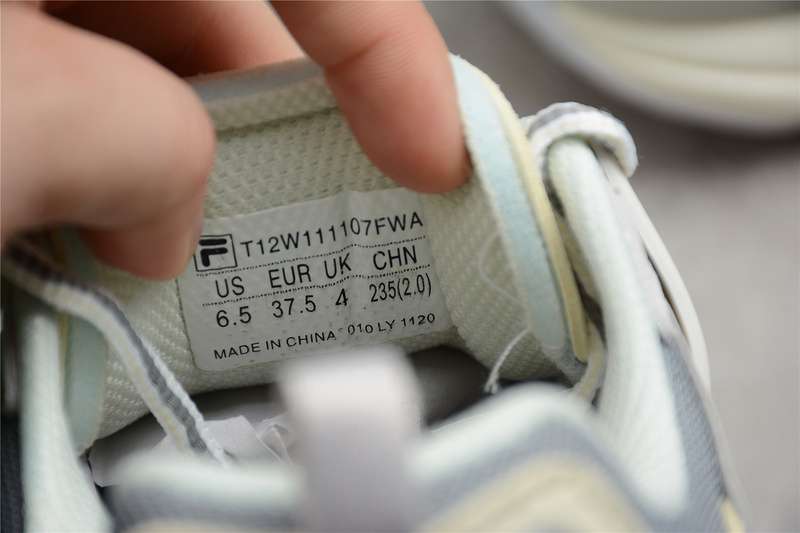 F T12W111107FWA
US EUR UK CHN
6.5 37.5 4 235(2.0)
MADE IN CHINA 010 LY 1120